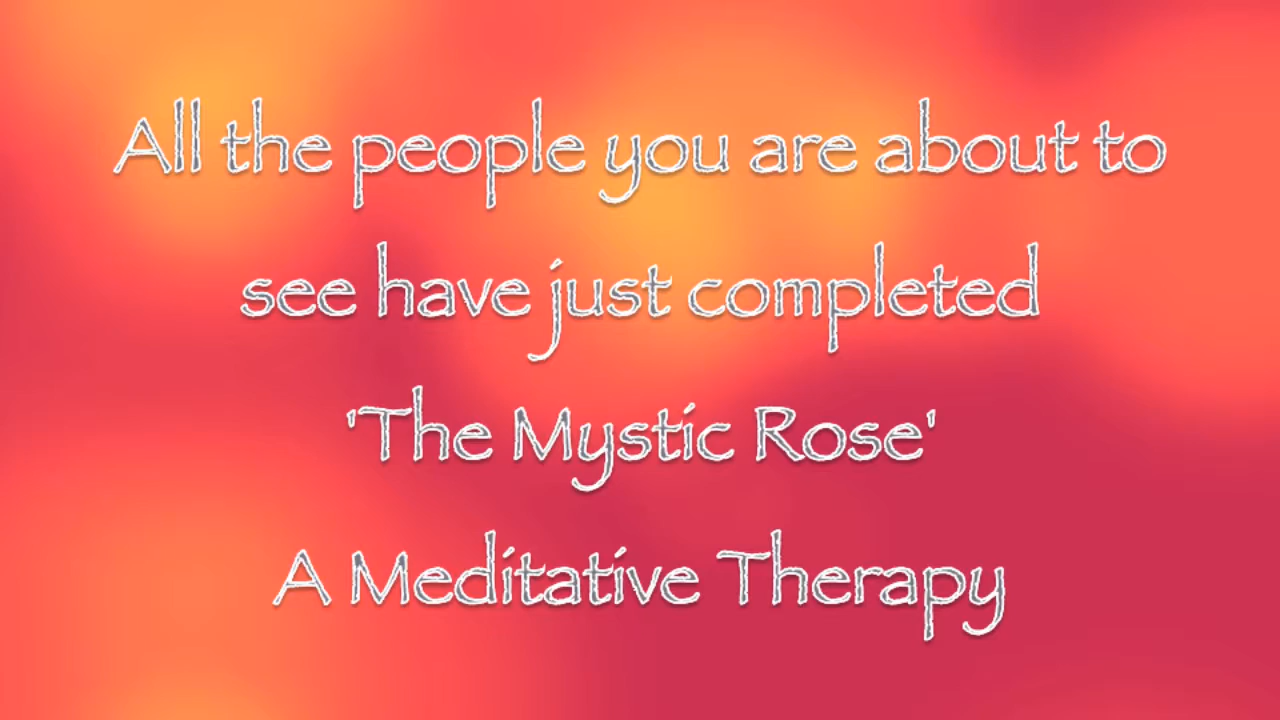 All the people you are about to
see have just completed
'The Mystic Rose'
A Meditative Therapy